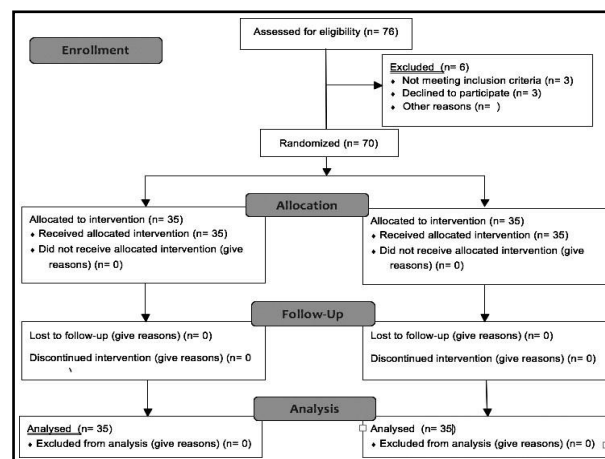 Assessed for eligibility (n= 76)
Enrollment
Excluded (n= 6)
♦ Not meeting inclusion criteria (n= 3)
♦ Declined to participate (n= 3)
♦ Other reasons (n= )
Randomized (n= 70)
Allocation
Allocated to intervention (n= 35)
♦ Received allocated intervention (n= 35)
♦ Did not receive allocated intervention (give
reasons) (n= 0)
Allocated to intervention (n= 35)
♦ Received allocated intervention (n= 35)
♦ Did not receive allocated intervention (give
reasons) (n= 0)
Follow-Up
Lost to follow-up (give reasons) (n= 0)
Discontinued intervention (give reasons) (n= 0
Lost to follow-up (give reasons) (n= 0)
Discontinued intervention (give reasons) (n= 0)
Analysis
Analysed (n= 35)
♦ Excluded from analysis (give reasons) (n= 0)
Analysed (n= 35)
♦ Excluded from analysis (give reasons) (n= 0)